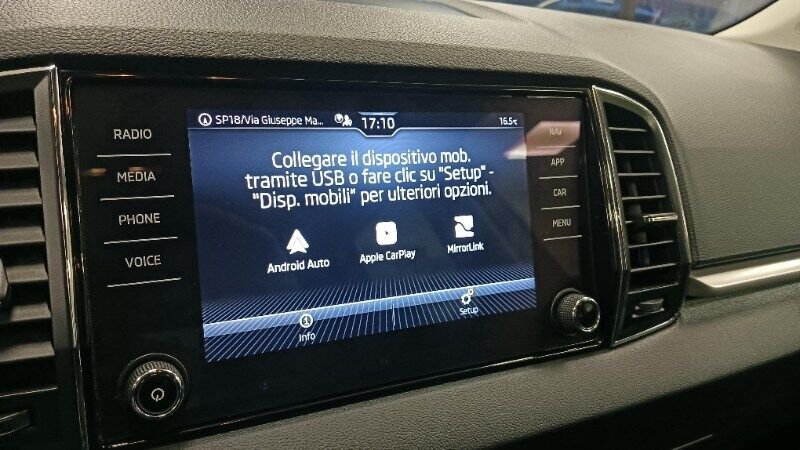 SP18/Via Giuseppe Ma...
17:10
16.5°C
RADIO
MEDIA
PHONE
VOICE
Collegare il dispositivo mob.
tramite USB o fare clic su "Setup" -
"Disp. mobili" per ulteriori opzioni.
Android Auto
Apple CarPlay
MirrorLink
Info
Setup
NAV
APP
CAR
MENU